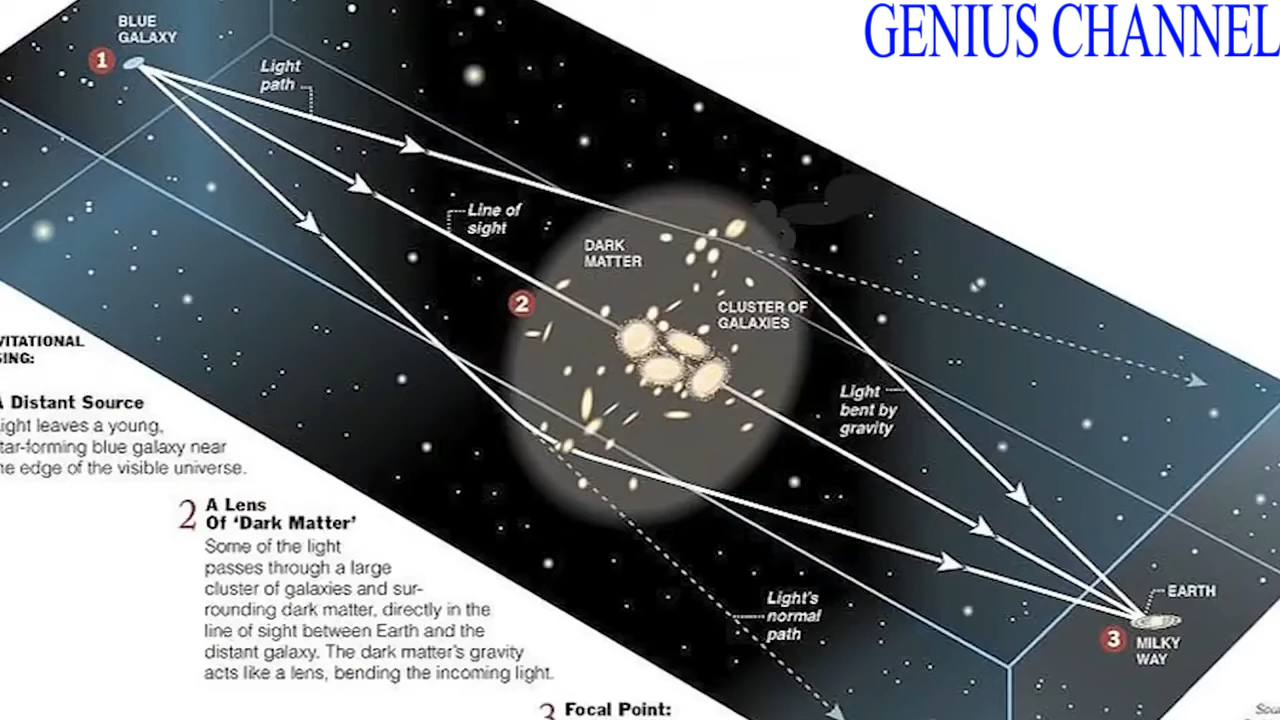 GENIUS CHANNEL
BLUE
GALAXY
1
Light
path
Line of
sight
DARK
MATTER
2
CLUSTER OF
GALAXIES
Light
bent by
gravity
Light's
normal
path
EARTH
3
MILKY
WAY
VITATIONAL
SING:
A Distant Source
ight leaves a young,
tar-forming blue galaxy near
he edge of the visible universe.
2 A Lens
Of 'Dark Matter'
Some of the light
passes through a large
cluster of galaxies and sur-
rounding dark matter, directly in the
line of sight between Earth and the
distant galaxy. The dark matter's gravity
acts like a lens, bending the incoming light.
3 Focal Point: